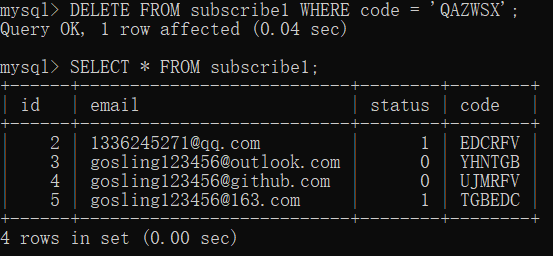 mysql> DELETE FROM subscribe1 WHERE code = 'QAZWSX';
Query OK, 1 row affected (0.04 sec)
mysql> SELECT * FROM subscribe1;
+----+--------------------------+--------+--------+
| id | email                    | status | code   |
+----+--------------------------+--------+--------+
|  2 | 1336245271@qq.com        |      1 | EDCRFV |
|  3 | gosling123456@outlook.com |      0 | YHNTGB |
|  4 | gosling123456@github.com |      0 | UJMRFV |
|  5 | gosling123456@163.com    |      1 | TGBEDC |
+----+--------------------------+--------+--------+
4 rows in set (0.00 sec)